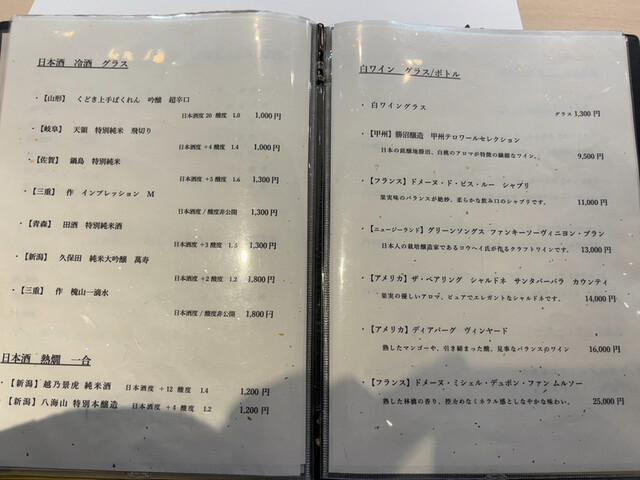 日本酒 冷酒 グラス
・【山形】 くどき上手ばくれん 吟醸 超辛口
日本酒度 20 酸度 1.0 1,000円
・【岐阜】 天領 特別純米 飛切り
日本酒度 +4 酸度 1.4 1,000円
・【佐賀】 鍋島 特別純米
日本酒度 +5 酸度 1.6 1,300円
・【三重】 作 インプレッション M
日本酒度/酸度非公開 1,300円
・【青森】 田酒 特別純米酒
日本酒度 +3 酸度 1.5 1,300円
・【新潟】 久保田 純米大吟醸 萬寿
日本酒度 +2 酸度 1.2 1,800円
・【三重】 作 槐山一滴水
日本酒度/酸度非公開 1,800円
日本酒 熱燗 一合
・【新潟】越乃景虎 純米酒 日本酒度 +12 酸度 1.4 1,200円
・【新潟】八海山 特別本醸造 日本酒度 +4 酸度 1.2 1,200円
白ワイン グラス/ボトル
・ 白ワイングラス グラス 1,300円
・【甲州】勝沼醸造 甲州テロワールセレクション
日本の銘醸地勝沼、白桃のアロマが特徴の繊細なワイン。 9,500円
・【フランス】ドメーヌ・ド・ビス・ルー シャブリ
果実味のバランスが絶妙、柔らかな飲み口のシャブリです。 11,000円
・【ニュージーランド】グリーンソングス ファンキーソーヴィニヨン・ブラン
日本人の栽培醸造家であるコウヘイ氏が作るクラフトワインです。 13,000円
・【アメリカ】ザ・ベアリング シャルドネ サンタバーバラ カウンティ
果実の優しいアロマ、ピュアでエレガントなシャルドネです。 14,000円
・【アメリカ】ディアバーグ ヴィンヤード
熟したマンゴーや、引き締まった酸、見事なバランスのワイン 16,000円
・【フランス】ドメーヌ・ミシェル・デュポン・ファン ムルソー
熟した林檎の香り、控えめなミネラル感としなやかな味わい。 25,000円